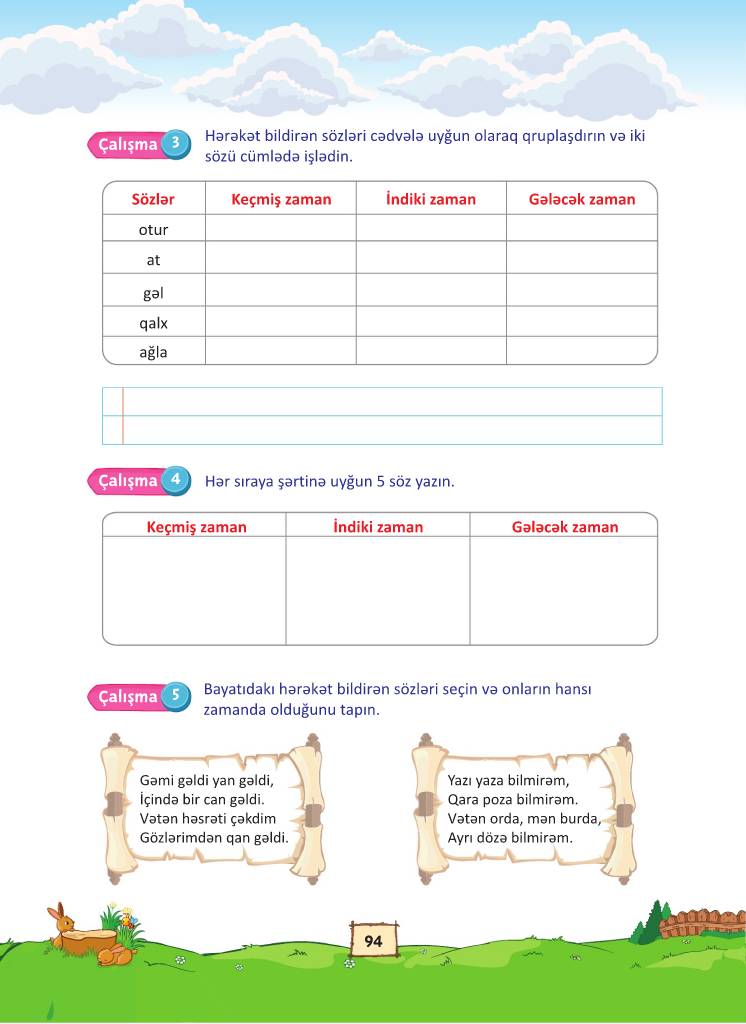 Çalışma 3
Hərəkət bildirən sözləri cədvələ uyğun olaraq qruplaşdırın və iki
sözü cümlədə işlədin.
Sözlər Keçmiş zaman İndiki zaman Gələcək zaman
otur
at
gəl
qalx
ağla
Çalışma 4
Hər sıraya şərtinə uyğun 5 söz yazın.
Keçmiş zaman İndiki zaman Gələcək zaman
Çalışma 5
Bayatıdakı hərəkət bildirən sözləri seçin və onların hansı
zamanda olduğunu tapın.
Gəmi gəldi yan gəldi,
İçində bir can gəldi.
Vətən həsrəti çəkdim
Gözlərimdən qan gəldi.
Yazı yaza bilmirəm,
Qara poza bilmirəm.
Vətən orda, mən burda,
Ayrı dözə bilmirəm.
94